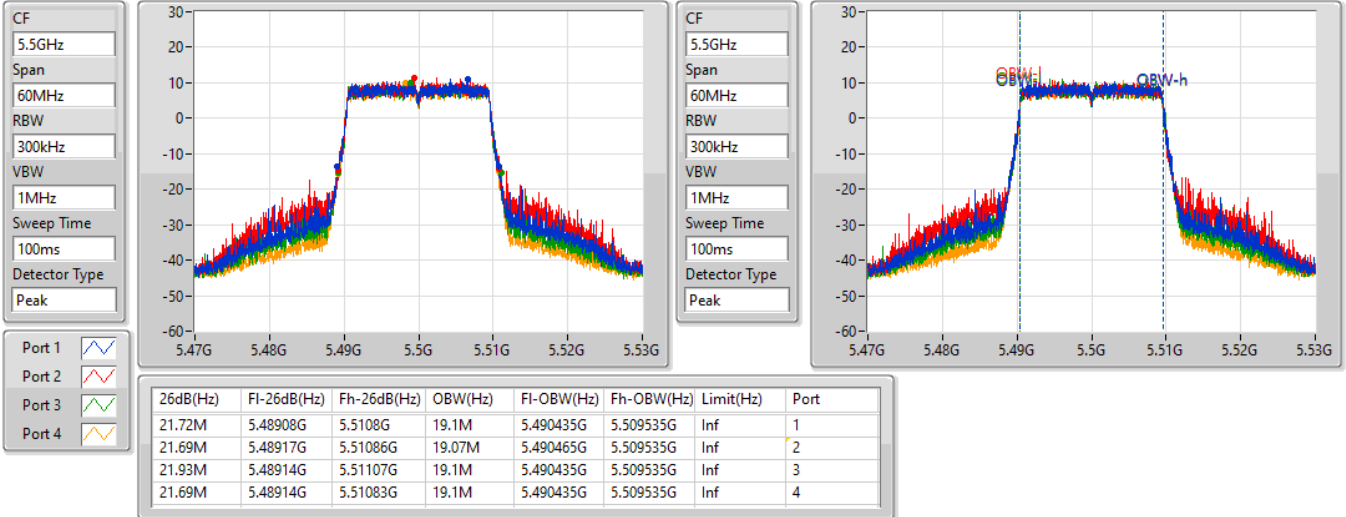 CF
5.5GHz
Span
60MHz
RBW
300kHz
VBW
1MHz
Sweep Time
100ms
Detector Type
Peak
30
20
10
0
-10
-20
-30
-40
-50
-60
5.47G 5.48G 5.49G 5.5G 5.51G 5.52G 5.53G
CF
5.5GHz
Span
60MHz
RBW
300kHz
VBW
1MHz
Sweep Time
100ms
Detector Type
Peak
30
20
10
0
-10
-20
-30
-40
-50
-60
OBW-l OBW-h
5.47G 5.48G 5.49G 5.5G 5.51G 5.52G 5.53G
Port 1
Port 2
Port 3
Port 4
26dB(Hz) Fl-26dB(Hz) Fh-26dB(Hz) OBW(Hz) Fl-OBW(Hz) Fh-OBW(Hz) Limit(Hz) Port
21.72M 5.48908G 5.5108G 19.1M 5.490435G 5.509535G Inf 1
21.69M 5.48917G 5.51086G 19.07M 5.490465G 5.509535G Inf 2
21.93M 5.48914G 5.51107G 19.1M 5.490435G 5.509535G Inf 3
21.69M 5.48914G 5.51083G 19.1M 5.490435G 5.509535G Inf 4